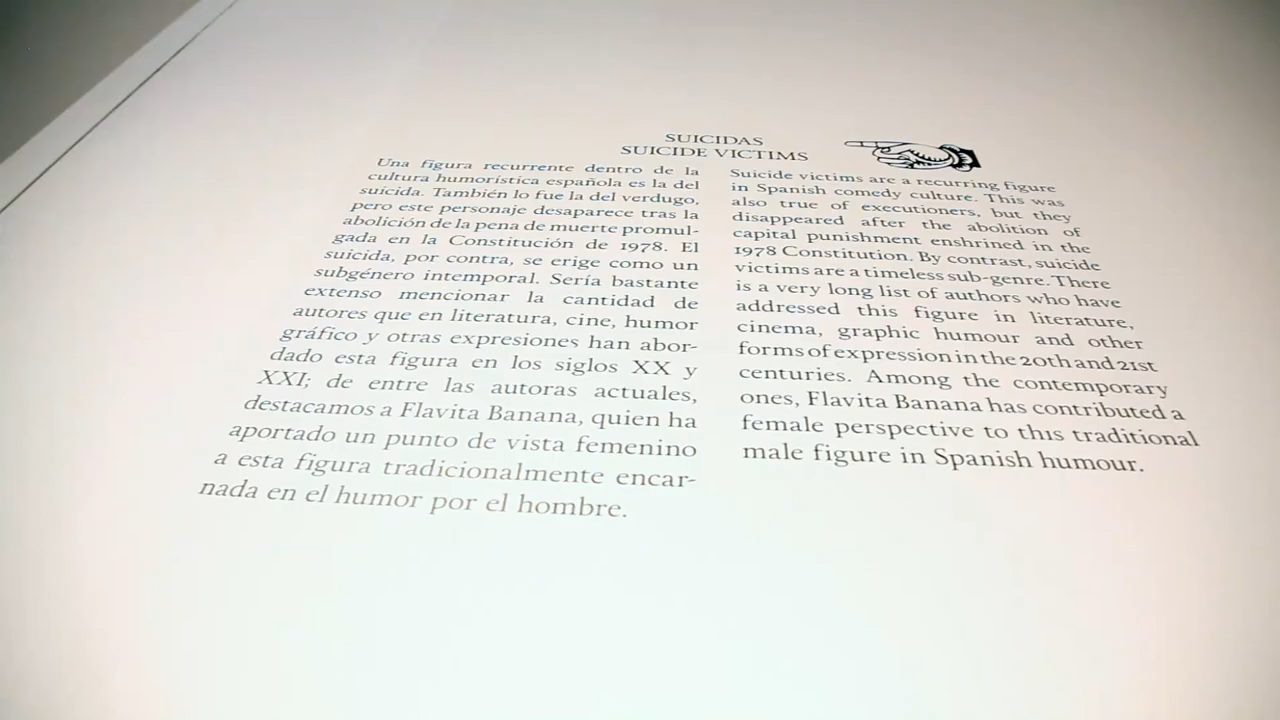 SUICIDAS
SUICIDE VICTIMS
Una figura recurrente dentro de la
cultura humorística española es la del
suicida. También lo fue la del verdugo,
pero este personaje desaparece tras la
abolición de la pena de muerte promul-
gada en la Constitución de 1978. El
suicida, por contra, se erige como un
subgénero intemporal. Sería bastante
extenso mencionar la cantidad de
autores que en literatura, cine, humor
gráfico y otras expresiones han abor-
dado esta figura en los siglos XX y
XXI; de entre las autoras actuales,
destacamos a Flavita Banana, quien ha
aportado un punto de vista femenino
a esta figura tradicionalmente encar-
nada en el humor por el hombre.
Suicide victims are a recurring figure
in Spanish comedy culture. This was
also true of executioners, but they
disappeared after the abolition of
capital punishment enshrined in the
1978 Constitution. By contrast, suicide
victims are a timeless sub-genre. There
is a very long list of authors who have
addressed this figure in literature,
cinema, graphic humour and other
forms of expression in the 20th and 21st
centuries. Among the contemporary
ones, Flavita Banana has contributed a
female perspective to this traditional
male figure in Spanish humour.